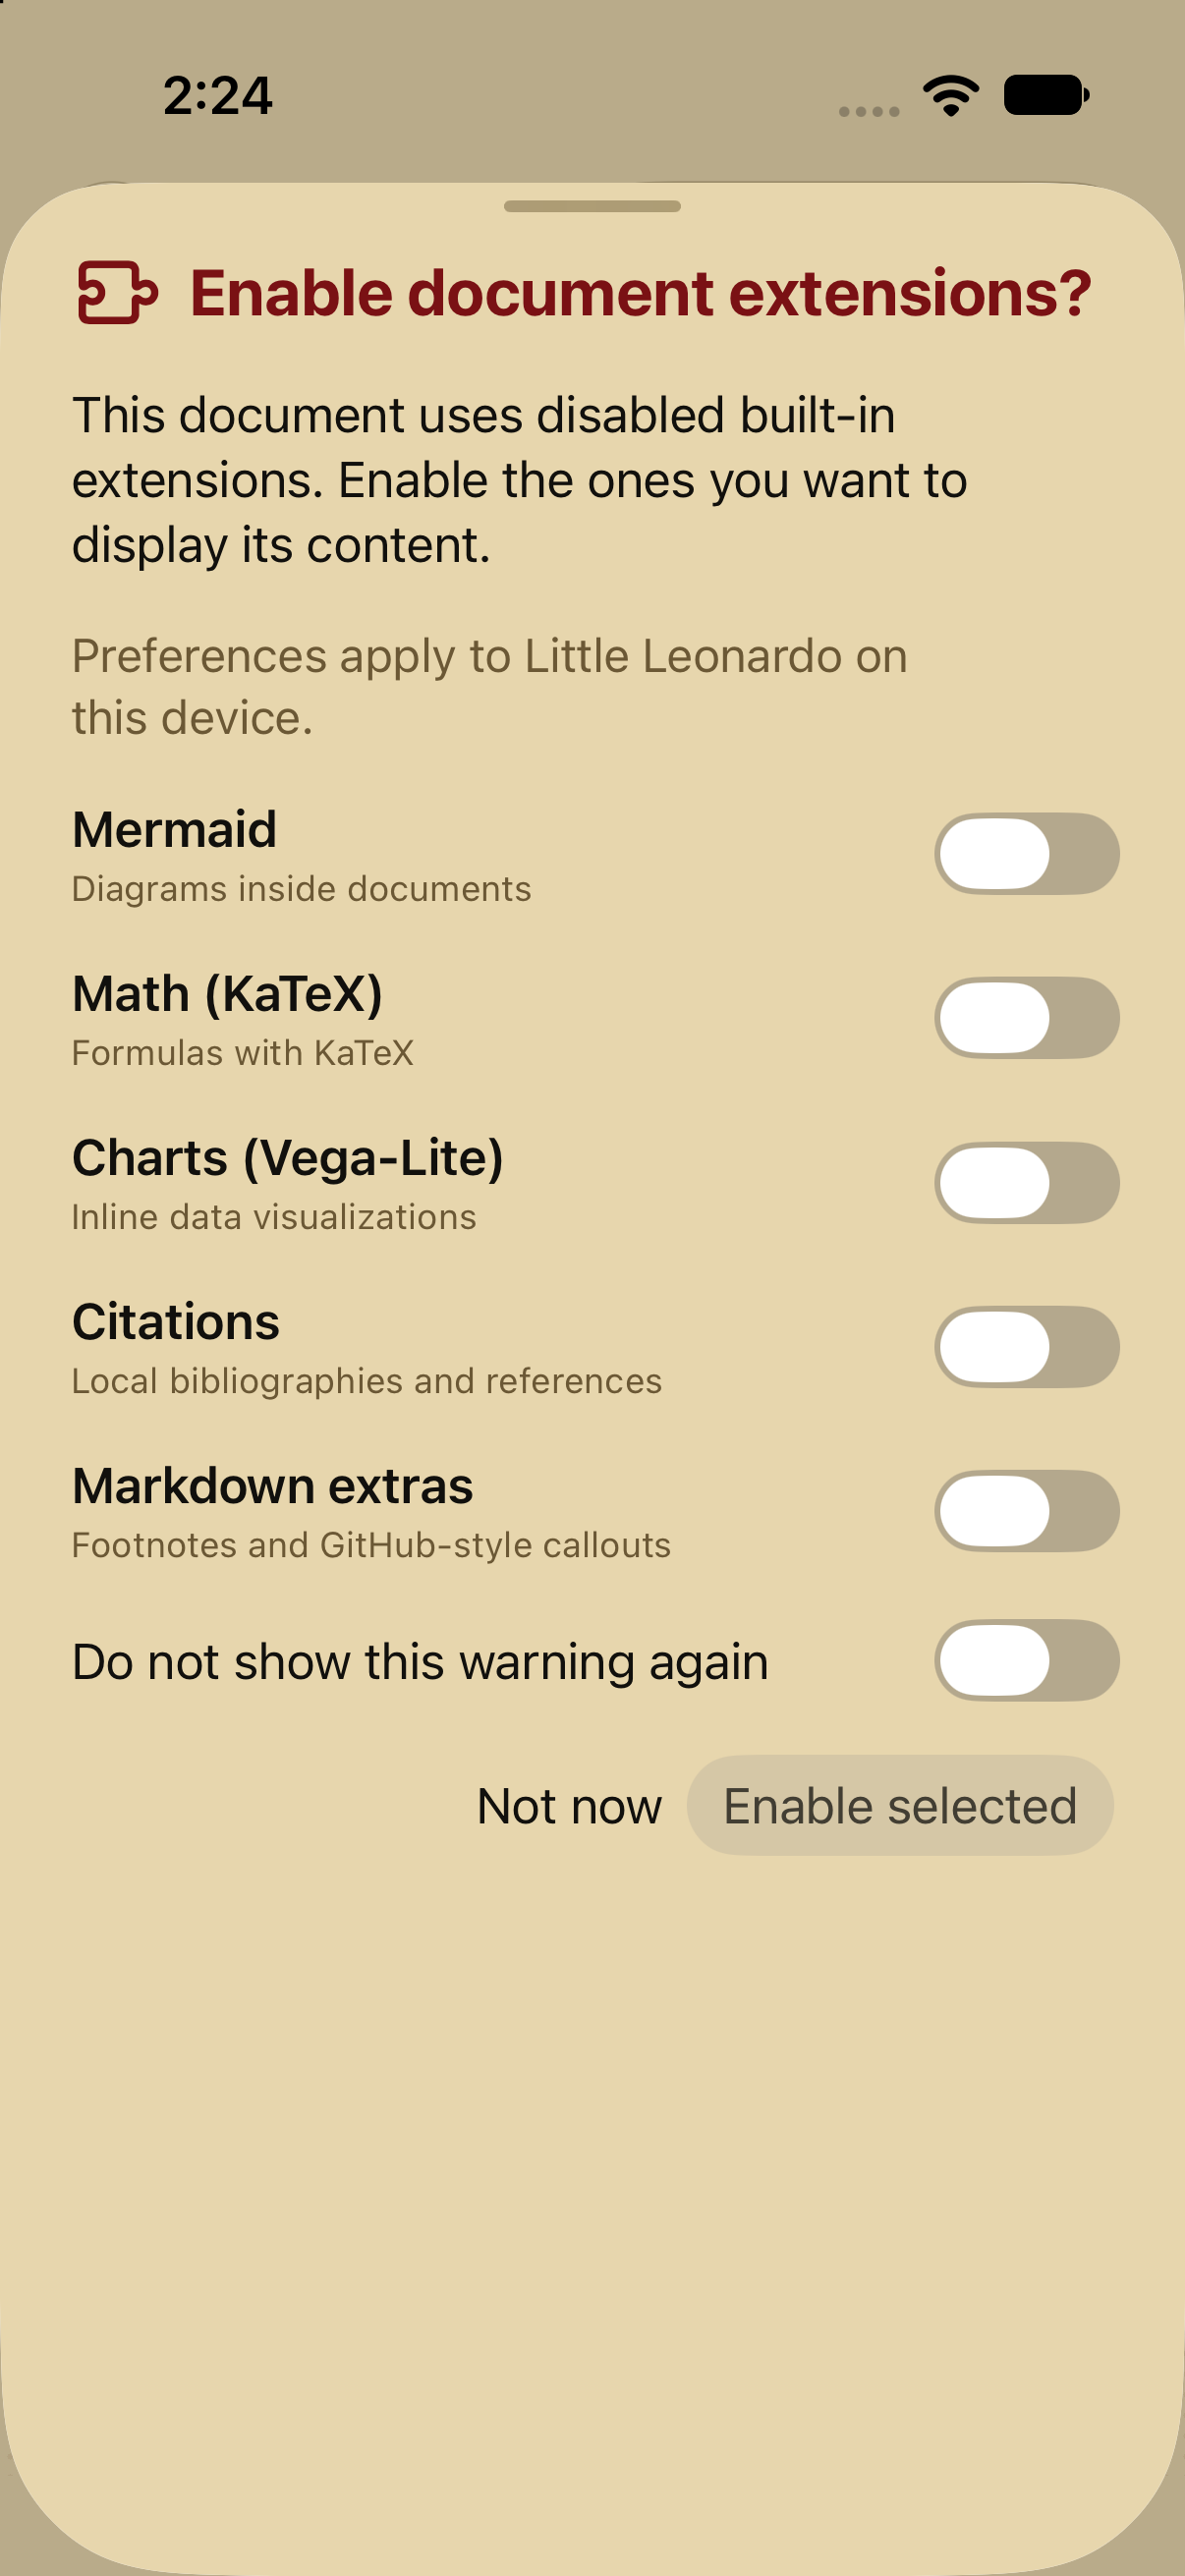 2:24
Enable document extensions?
This document uses disabled built-in
extensions. Enable the ones you want to
display its content.
Preferences apply to Little Leonardo on
this device.
Mermaid
Diagrams inside documents
Math (KaTeX)
Formulas with KaTeX
Charts (Vega-Lite)
Inline data visualizations
Citations
Local bibliographies and references
Markdown extras
Footnotes and GitHub-style callouts
Do not show this warning again
Not now Enable selected